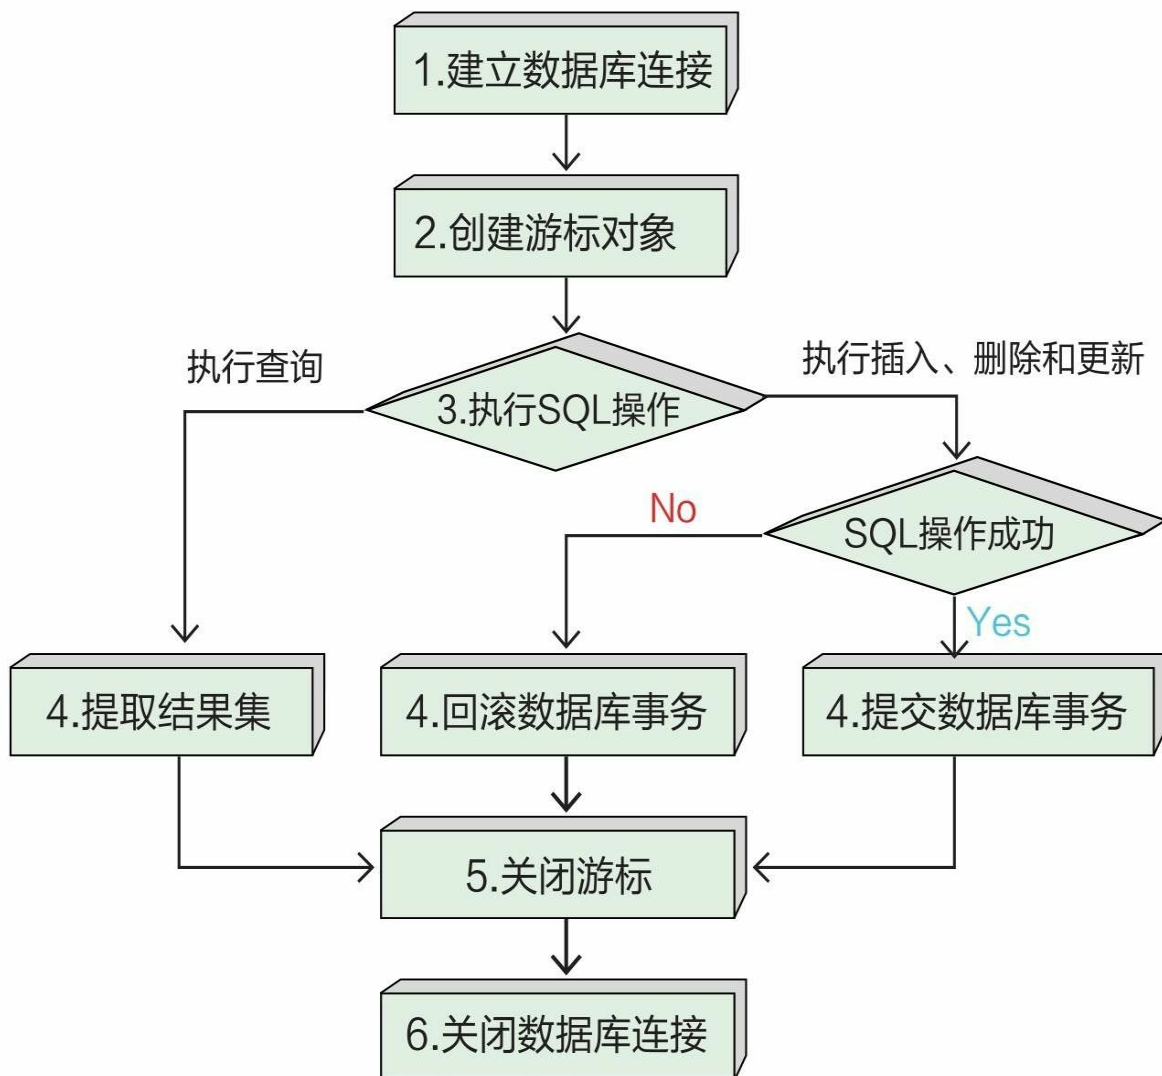 1.建立数据库连接
2.创建游标对象
执行查询
执行插入、删除和更新
3.执行SQL操作
No
SQL操作成功
Yes
4.提取结果集
4.回滚数据库事务
4.提交数据库事务
5.关闭游标
6.关闭数据库连接